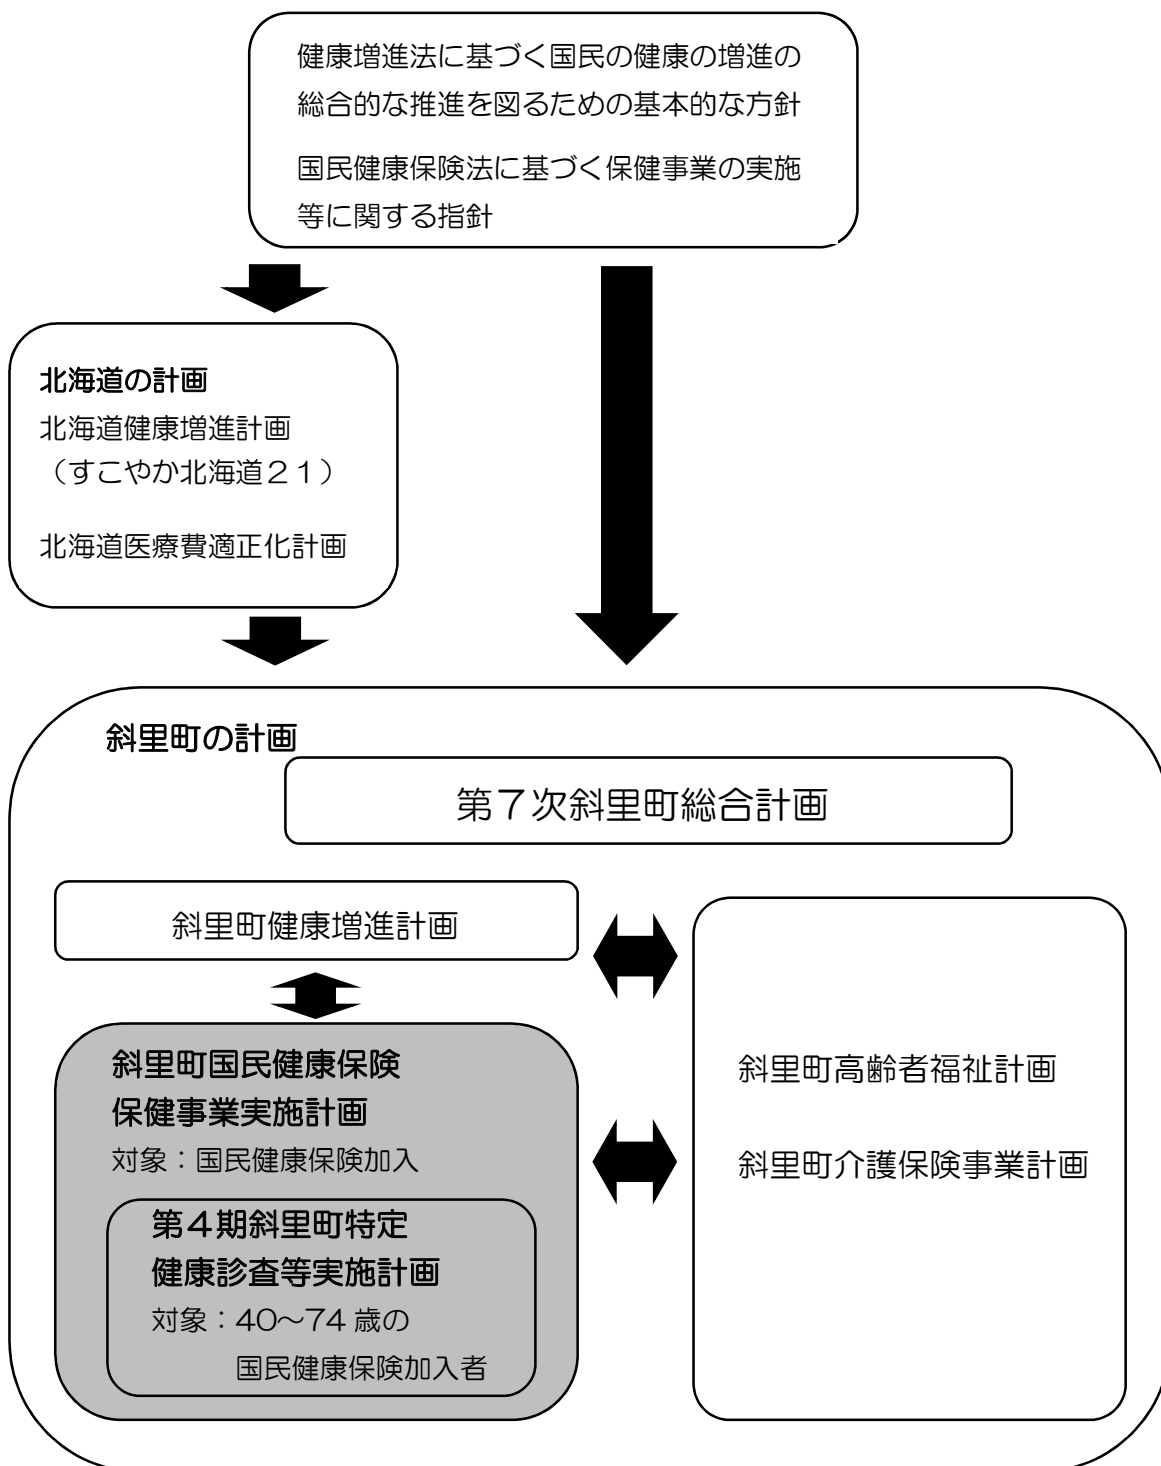 健康増進法に基づく国民の健康の増進の
総合的な推進を図るための基本的な方針
国民健康保険法に基づく保健事業の実施
等に関する指針
北海道の計画
北海道健康増進計画
（すこやか北海道２１）
北海道医療費適正化計画
斜里町の計画
第７次斜里町総合計画
斜里町健康増進計画
斜里町国民健康保険
保健事業実施計画
対象：国民健康保険加入
第４期斜里町特定
健康診査等実施計画
対象：40～74 歳の
国民健康保険加入者
斜里町高齢者福祉計画
斜里町介護保険事業計画